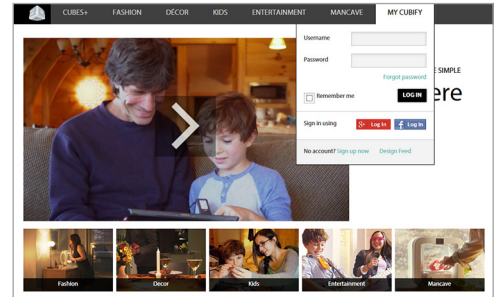 CUBES+ FASHION DÉCOR KIDS ENTERTAINMENT MANCAVE MY CUBIFY
Username
Password
Forgot password
Remember me LOG IN
Sign in using g+ Log In f Log In
No account? Sign up now Design Feed
SIMPLE
ere
Fashion Décor Kids Entertainment Mancave